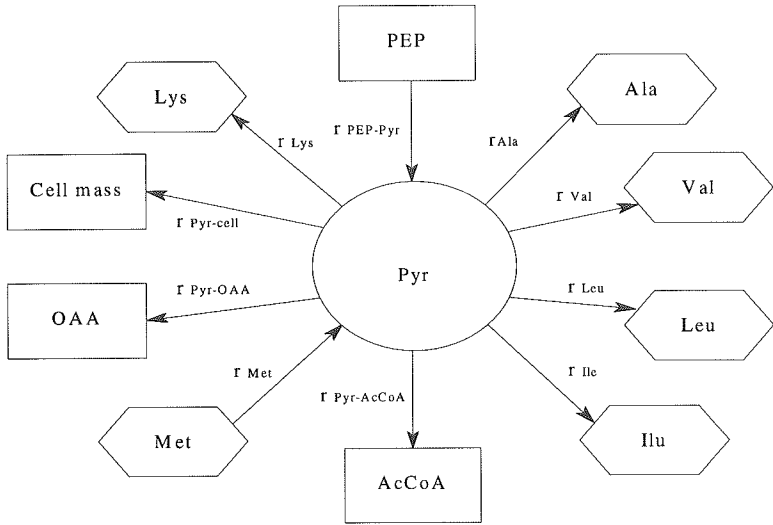 PEP
Lys
Ala
r PEP-Pyr
r Lys
r Ala
Cell mass
r Val
Val
r Pyr-cell
Pyr
r Pyr-OAA
r Leu
OAA
Leu
r Met
r Pyr-AcCoA
r Ile
Met
Ilu
AcCoA